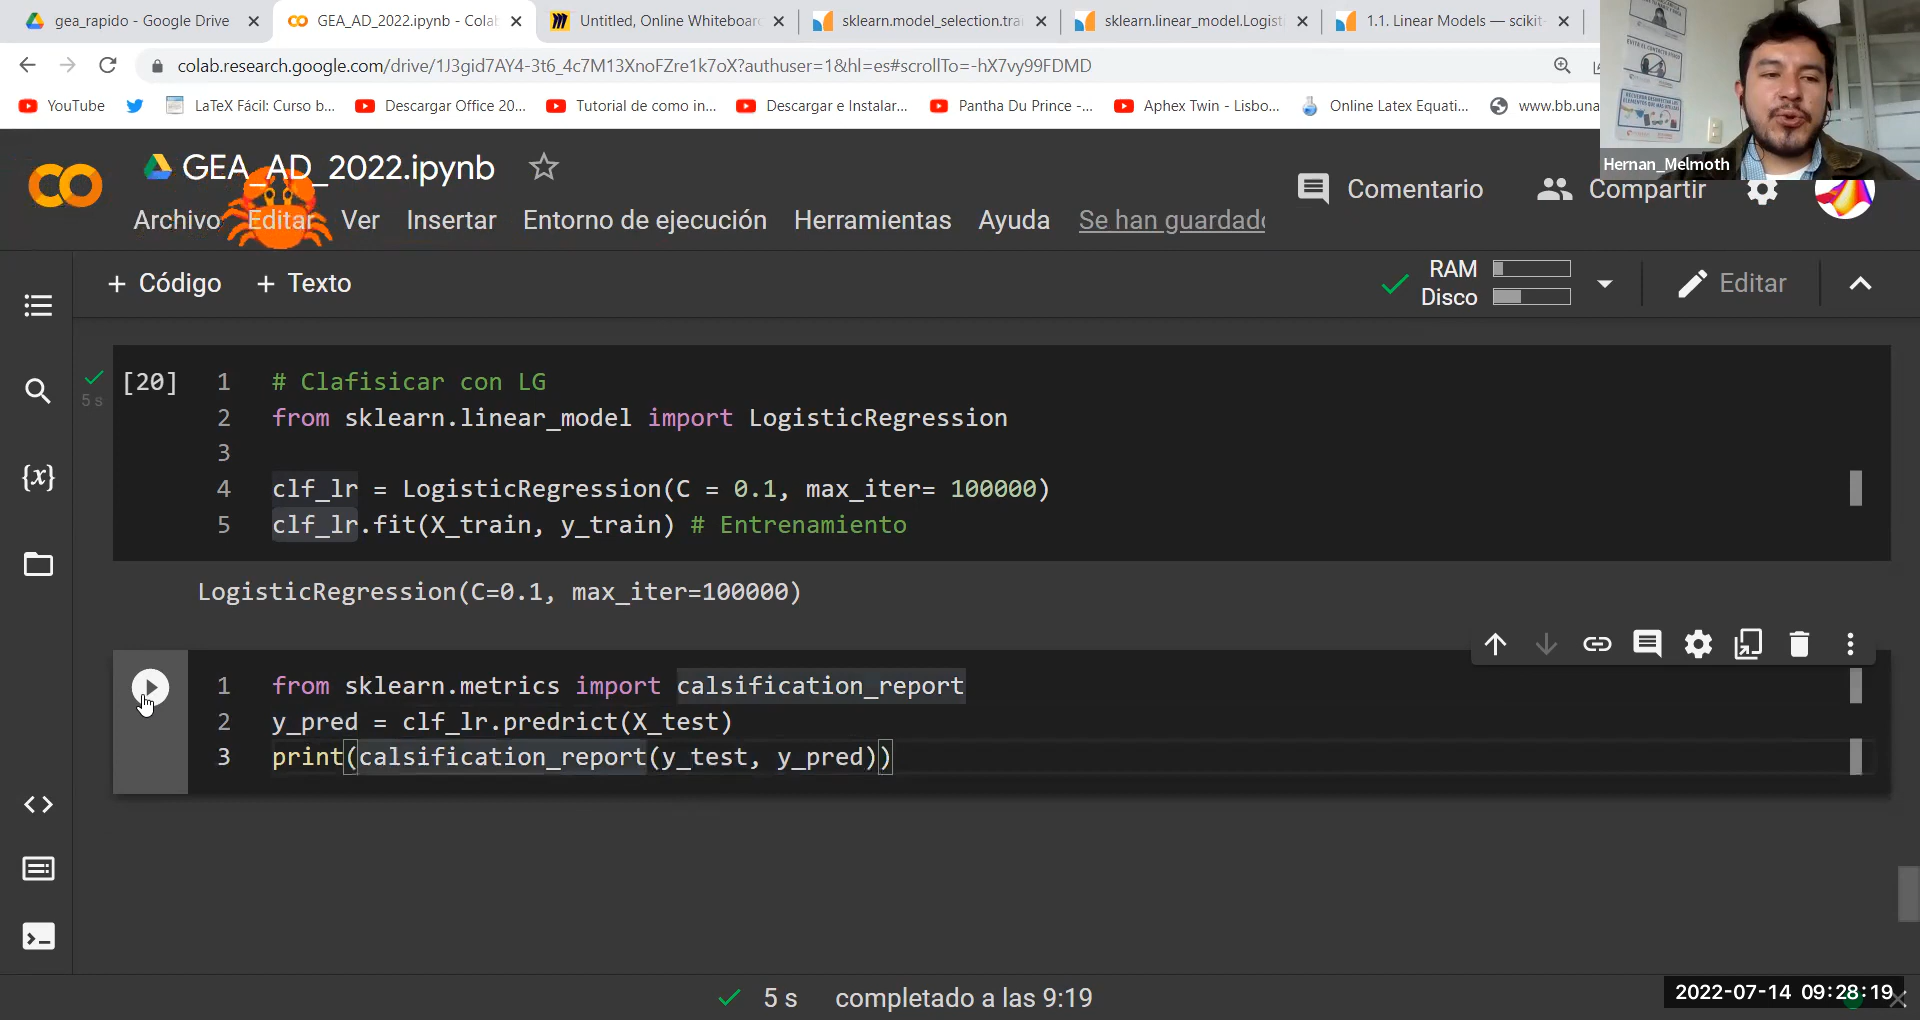 gea_rapido - Google Drive
GEA_AD_2022.ipynb - Colab
Untitled, Online Whiteboard
sklearn.model_selection.trai
sklearn.linear_model.Logisti
1.1. Linear Models — scikit-
colab.research.google.com/drive/1J3gid7AY4-3t6_4c7M13XnoFZre1k7oX?authuser=1&hl=es#scrollTo=-hX7vy99FDMD
YouTube
LaTeX Fácil: Curso b...
Descargar Office 20...
Tutorial de como in...
Descargar e Instalar...
Pantha Du Prince -...
Aphex Twin - Lisbo...
Online Latex Equati...
www.bb.una
Hernan_Melmoth
GEA_AD_2022.ipynb
Comentario
Compartir
Archivo Editar Ver Insertar Entorno de ejecución Herramientas Ayuda Se han guardado
+ Código + Texto
RAM
Disco
Editar
[20]
5 s
1 # Clafisicar con LG
2 from sklearn.linear_model import LogisticRegression
3
4 clf_lr = LogisticRegression(C = 0.1, max_iter= 100000)
5 clf_lr.fit(X_train, y_train) # Entrenamiento
LogisticRegression(C=0.1, max_iter=100000)
1 from sklearn.metrics import calsification_report
2 y_pred = clf_lr.predrict(X_test)
3 print(calsification_report(y_test, y_pred))
5 s completado a las 9:19
2022-07-14 09:28:19